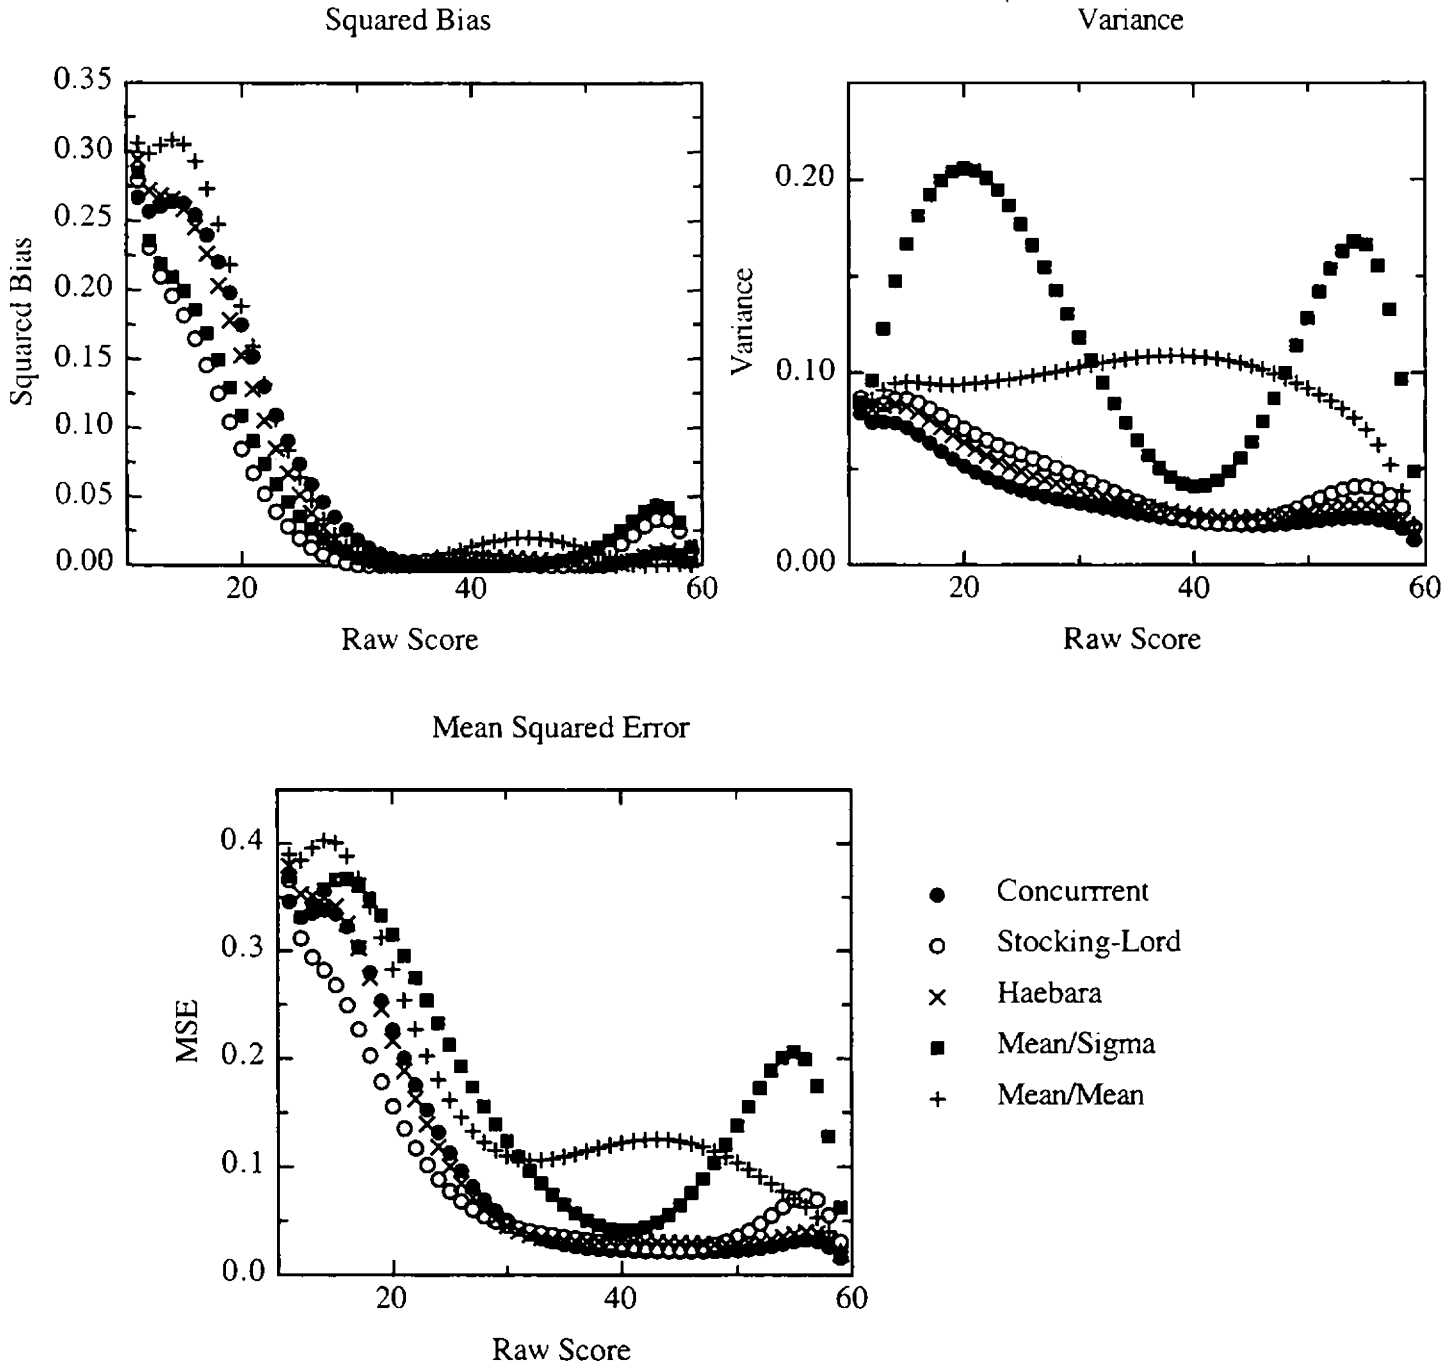 Squared Bias
Variance
0.35
0.30
0.25
0.20
0.15
0.10
0.05
0.00
Squared Bias
20
40
60
Raw Score
0.20
0.10
0.00
Variance
20
40
60
Raw Score
Mean Squared Error
0.4
0.3
0.2
0.1
0.0
MSE
20
40
60
Raw Score
Concurrrent
Stocking-Lord
Haebara
Mean/Sigma
Mean/Mean